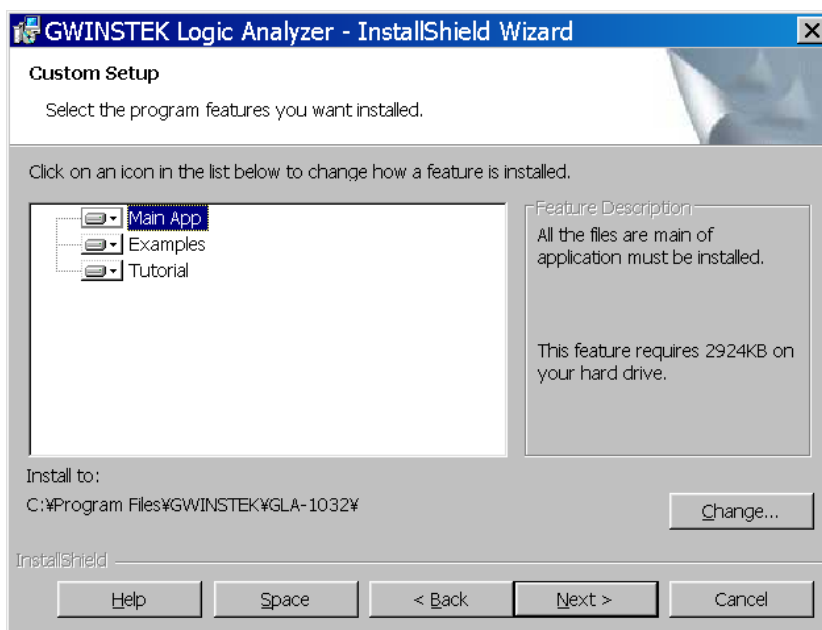 GWINSTEK Logic Analyzer - InstallShield Wizard
Custom Setup
Select the program features you want installed.
Click on an icon in the list below to change how a feature is installed.
Main App
Examples
Tutorial
Feature Description
All the files are main of
application must be installed.
This feature requires 2924KB on
your hard drive.
Install to:
C:¥Program Files¥GWINSTEK¥GLA-1032¥
Change...
InstallShield
Help
Space
< Back
Next >
Cancel